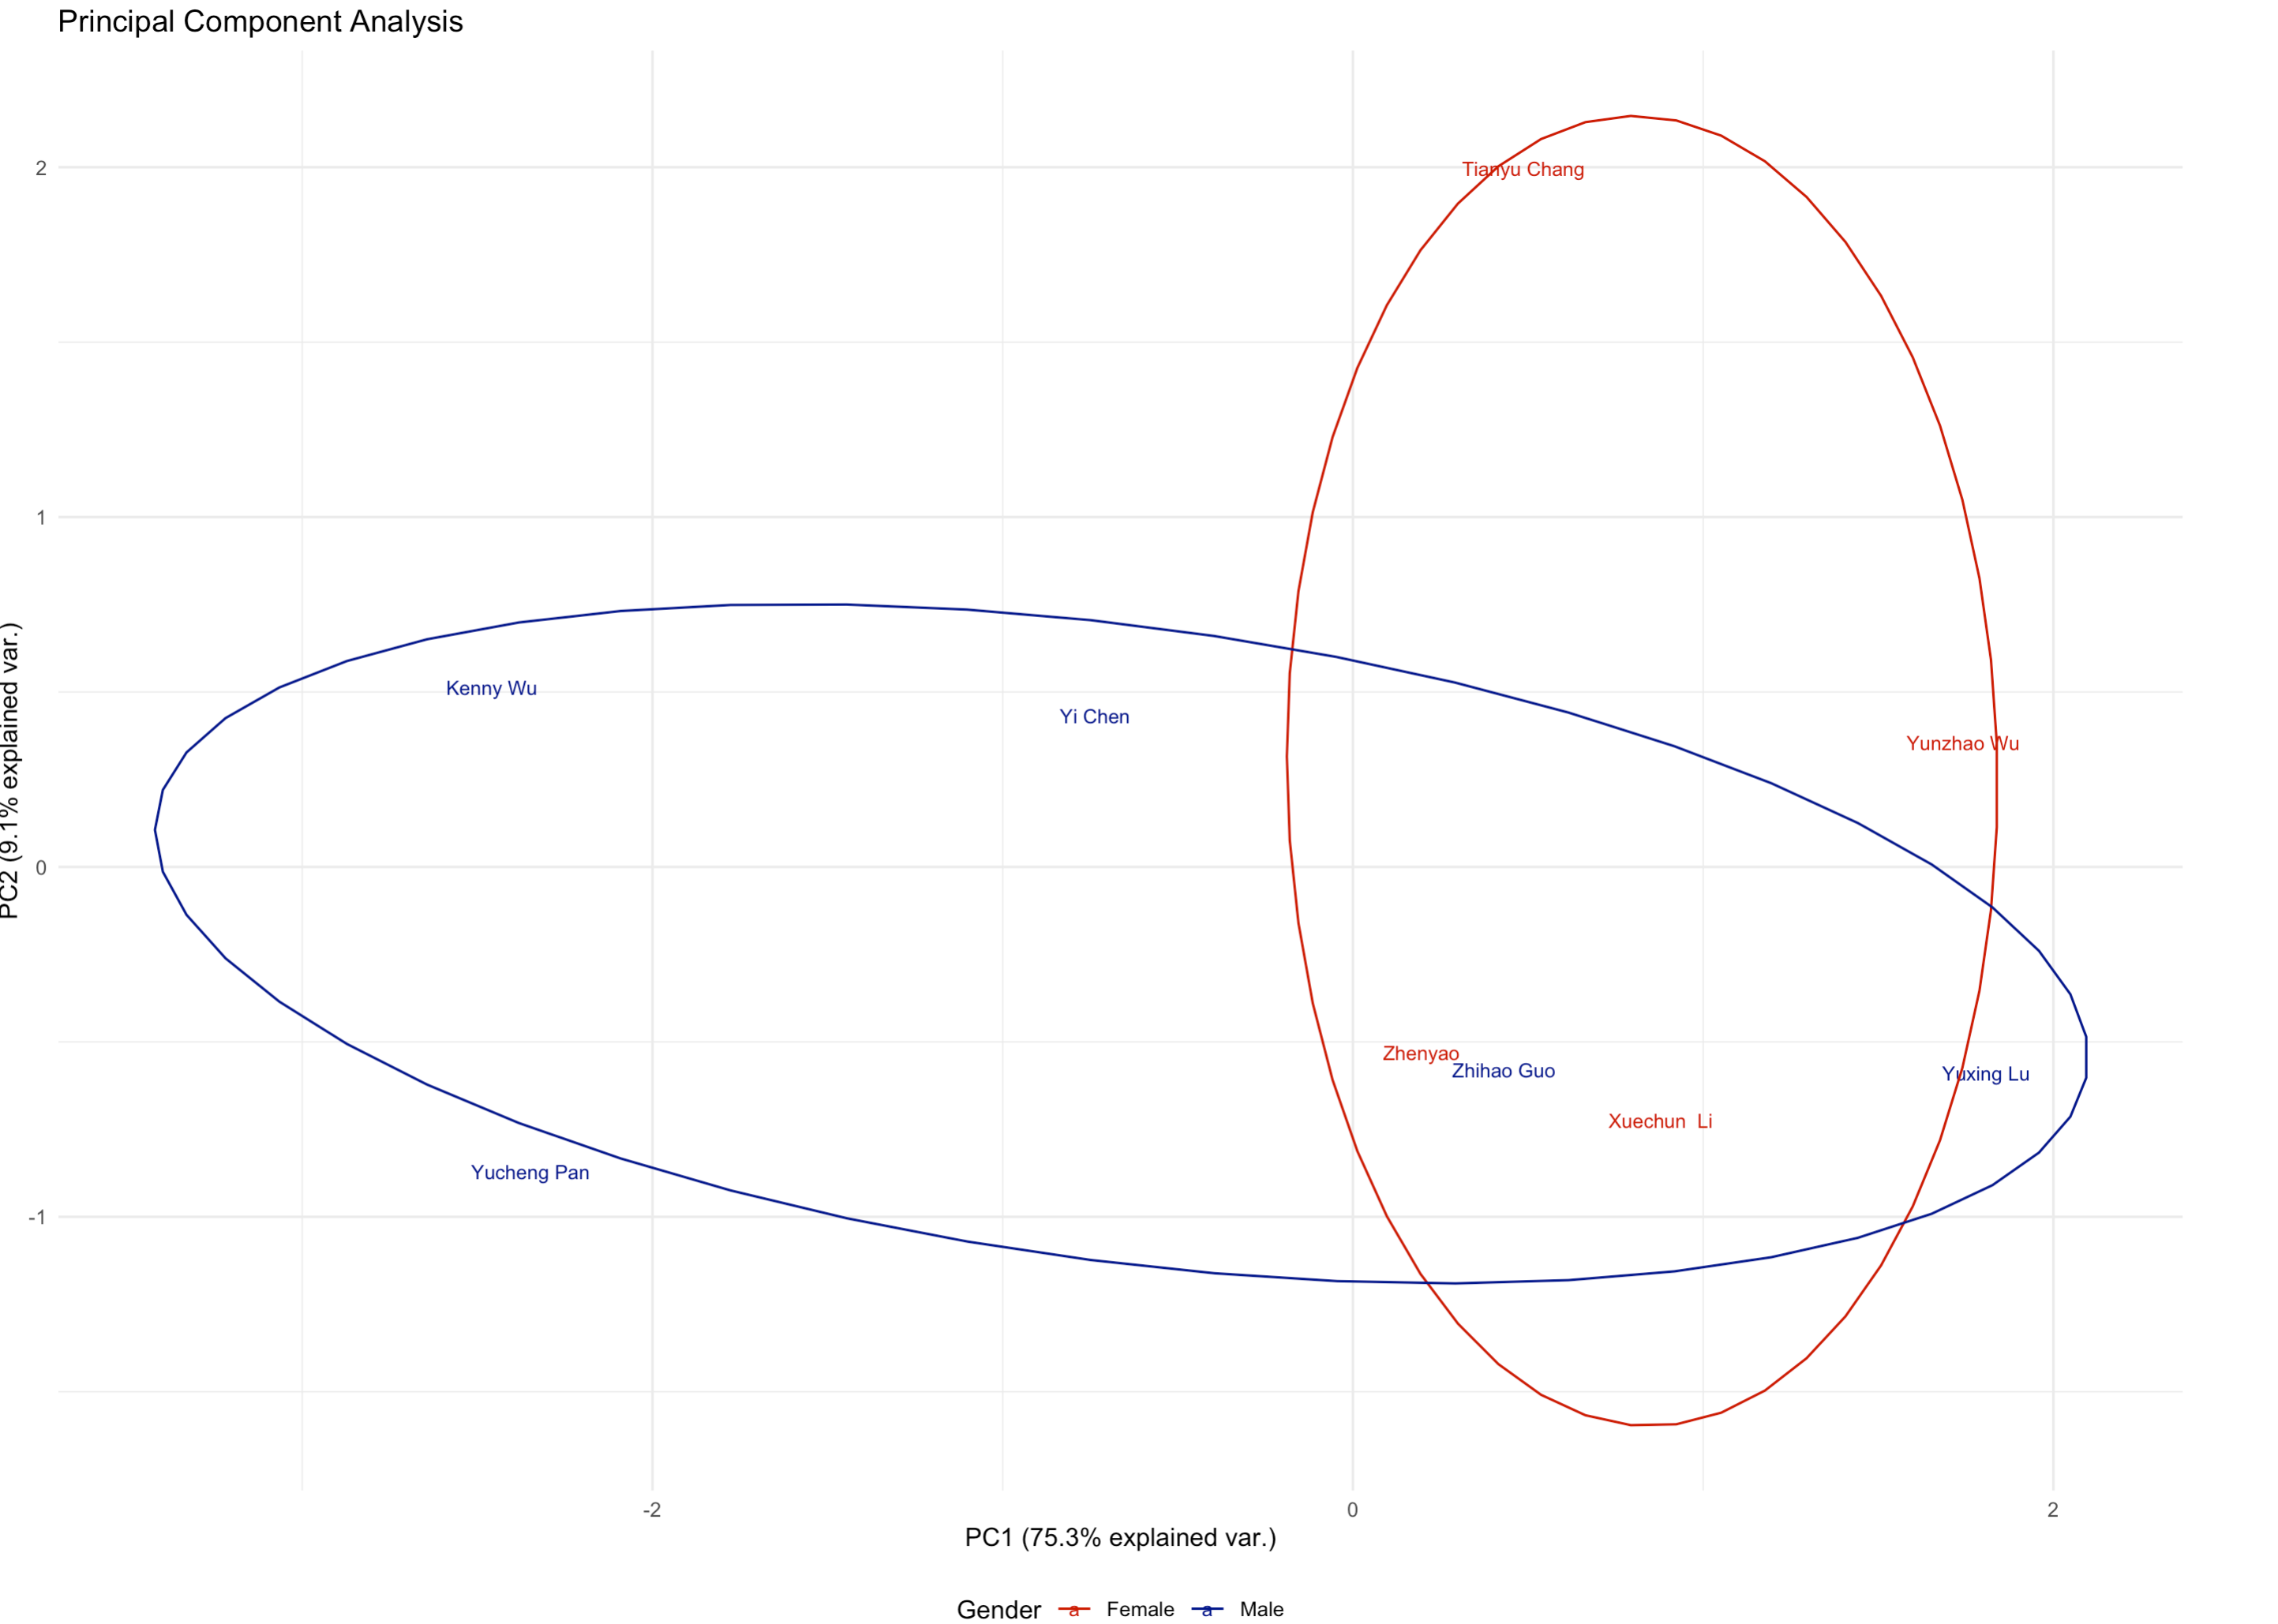 Principal Component Analysis
2
Tianyu Chang
1
Kenny Wu
Yi Chen
Yunzhao Wu
PC2 (9.1% explained var.)
0
Zhenyao
Zhihao Guo
Yuxing Lu
Xuechun  Li
Yucheng Pan
-1
-2
0
2
PC1 (75.3% explained var.)
Gender a Female a Male